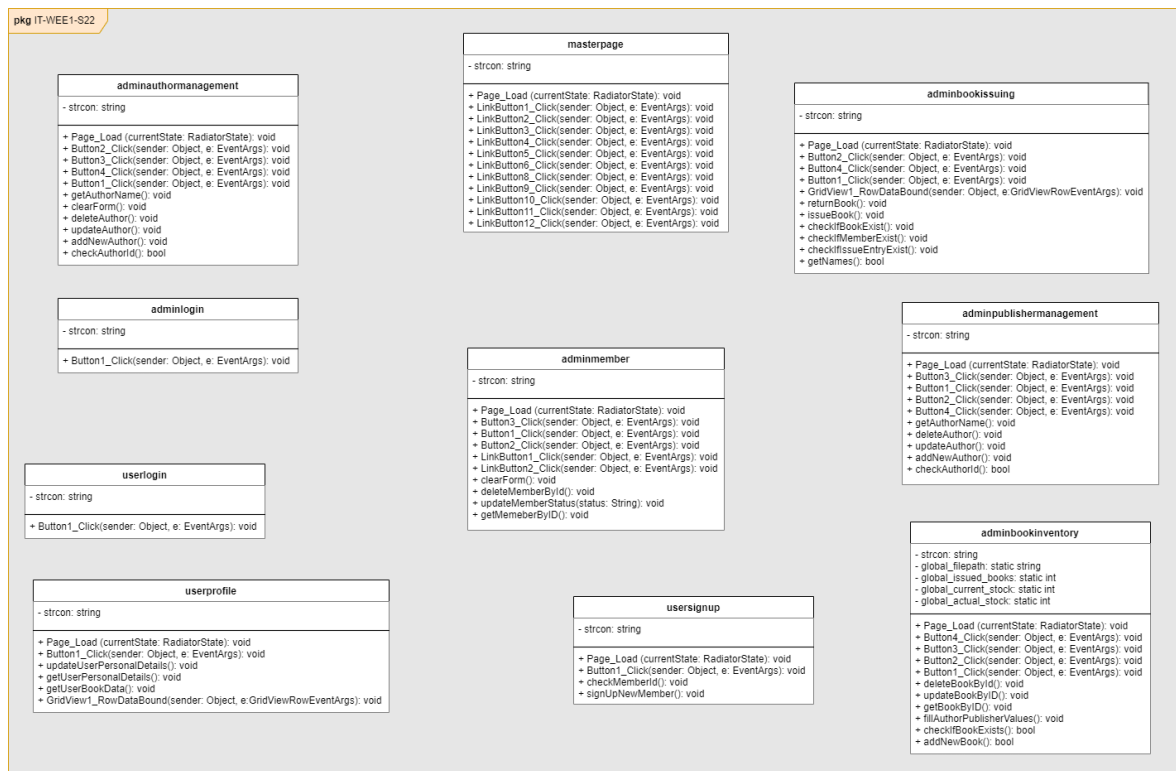 pkg IT-WEE1-S22
masterpage
- strcon: string
+ Page_Load (currentState: RadiatorState): void
+ LinkButton1_Click(sender: Object, e: EventArgs): void
+ LinkButton2_Click(sender: Object, e: EventArgs): void
+ LinkButton3_Click(sender: Object, e: EventArgs): void
+ LinkButton4_Click(sender: Object, e: EventArgs): void
+ LinkButton5_Click(sender: Object, e: EventArgs): void
+ LinkButton6_Click(sender: Object, e: EventArgs): void
+ LinkButton8_Click(sender: Object, e: EventArgs): void
+ LinkButton9_Click(sender: Object, e: EventArgs): void
+ LinkButton10_Click(sender: Object, e: EventArgs): void
+ LinkButton11_Click(sender: Object, e: EventArgs): void
+ LinkButton12_Click(sender: Object, e: EventArgs): void
adminauthormanagement
- strcon: string
+ Page_Load (currentState: RadiatorState): void
+ Button2_Click(sender: Object, e: EventArgs): void
+ Button3_Click(sender: Object, e: EventArgs): void
+ Button4_Click(sender: Object, e: EventArgs): void
+ Button1_Click(sender: Object, e: EventArgs): void
+ getAuthorName(): void
+ clearForm(): void
+ deleteAuthor(): void
+ updateAuthor(): void
+ addNewAuthor(): void
+ checkAuthorId(): bool
adminbookissuing
- strcon: string
+ Page_Load (currentState: RadiatorState): void
+ Button2_Click(sender: Object, e: EventArgs): void
+ Button4_Click(sender: Object, e: EventArgs): void
+ Button1_Click(sender: Object, e: EventArgs): void
+ GridView1_RowDataBound(sender: Object, e:GridViewRowEventArgs): void
+ returnBook(): void
+ issueBook(): void
+ checkIfBookExist(): void
+ checkIfMemberExist(): void
+ checkIfIssueEntryExist(): void
+ getNames(): bool
adminlogin
- strcon: string
+ Button1_Click(sender: Object, e: EventArgs): void
adminpublishermanagement
- strcon: string
+ Page_Load (currentState: RadiatorState): void
+ Button3_Click(sender: Object, e: EventArgs): void
+ Button1_Click(sender: Object, e: EventArgs): void
+ Button2_Click(sender: Object, e: EventArgs): void
+ Button4_Click(sender: Object, e: EventArgs): void
+ getAuthorName(): void
+ deleteAuthor(): void
+ updateAuthor(): void
+ addNewAuthor(): void
+ checkAuthorId(): bool
adminmember
- strcon: string
+ Page_Load (currentState: RadiatorState): void
+ Button3_Click(sender: Object, e: EventArgs): void
+ Button1_Click(sender: Object, e: EventArgs): void
+ Button2_Click(sender: Object, e: EventArgs): void
+ LinkButton1_Click(sender: Object, e: EventArgs): void
+ LinkButton2_Click(sender: Object, e: EventArgs): void
+ clearForm(): void
+ deleteMemberById(): void
+ updateMemberStatus(status: String): void
+ getMemeberByID(): void
userlogin
- strcon: string
+ Button1_Click(sender: Object, e: EventArgs): void
adminbookinventory
- strcon: string
- global_filepath: static string
- global_issued_books: static int
- global_current_stock: static int
- global_actual_stock: static int
+ Page_Load (currentState: RadiatorState): void
+ Button4_Click(sender: Object, e: EventArgs): void
+ Button3_Click(sender: Object, e: EventArgs): void
+ Button2_Click(sender: Object, e: EventArgs): void
+ Button1_Click(sender: Object, e: EventArgs): void
+ deleteBookById(): void
+ updateBookByID(): void
+ getBookByID(): void
+ fillAuthorPublisherValues(): void
+ checkIfBookExists(): bool
+ addNewBook(): bool
userprofile
- strcon: string
+ Page_Load (currentState: RadiatorState): void
+ Button1_Click(sender: Object, e: EventArgs): void
+ updateUserPersonalDetails(): void
+ getUserPersonalDetails(): void
+ getUserBookData(): void
+ GridView1_RowDataBound(sender: Object, e:GridViewRowEventArgs): void
usersignup
- strcon: string
+ Page_Load (currentState: RadiatorState): void
+ Button1_Click(sender: Object, e: EventArgs): void
+ checkMemberId(): void
+ signUpNewMember(): void